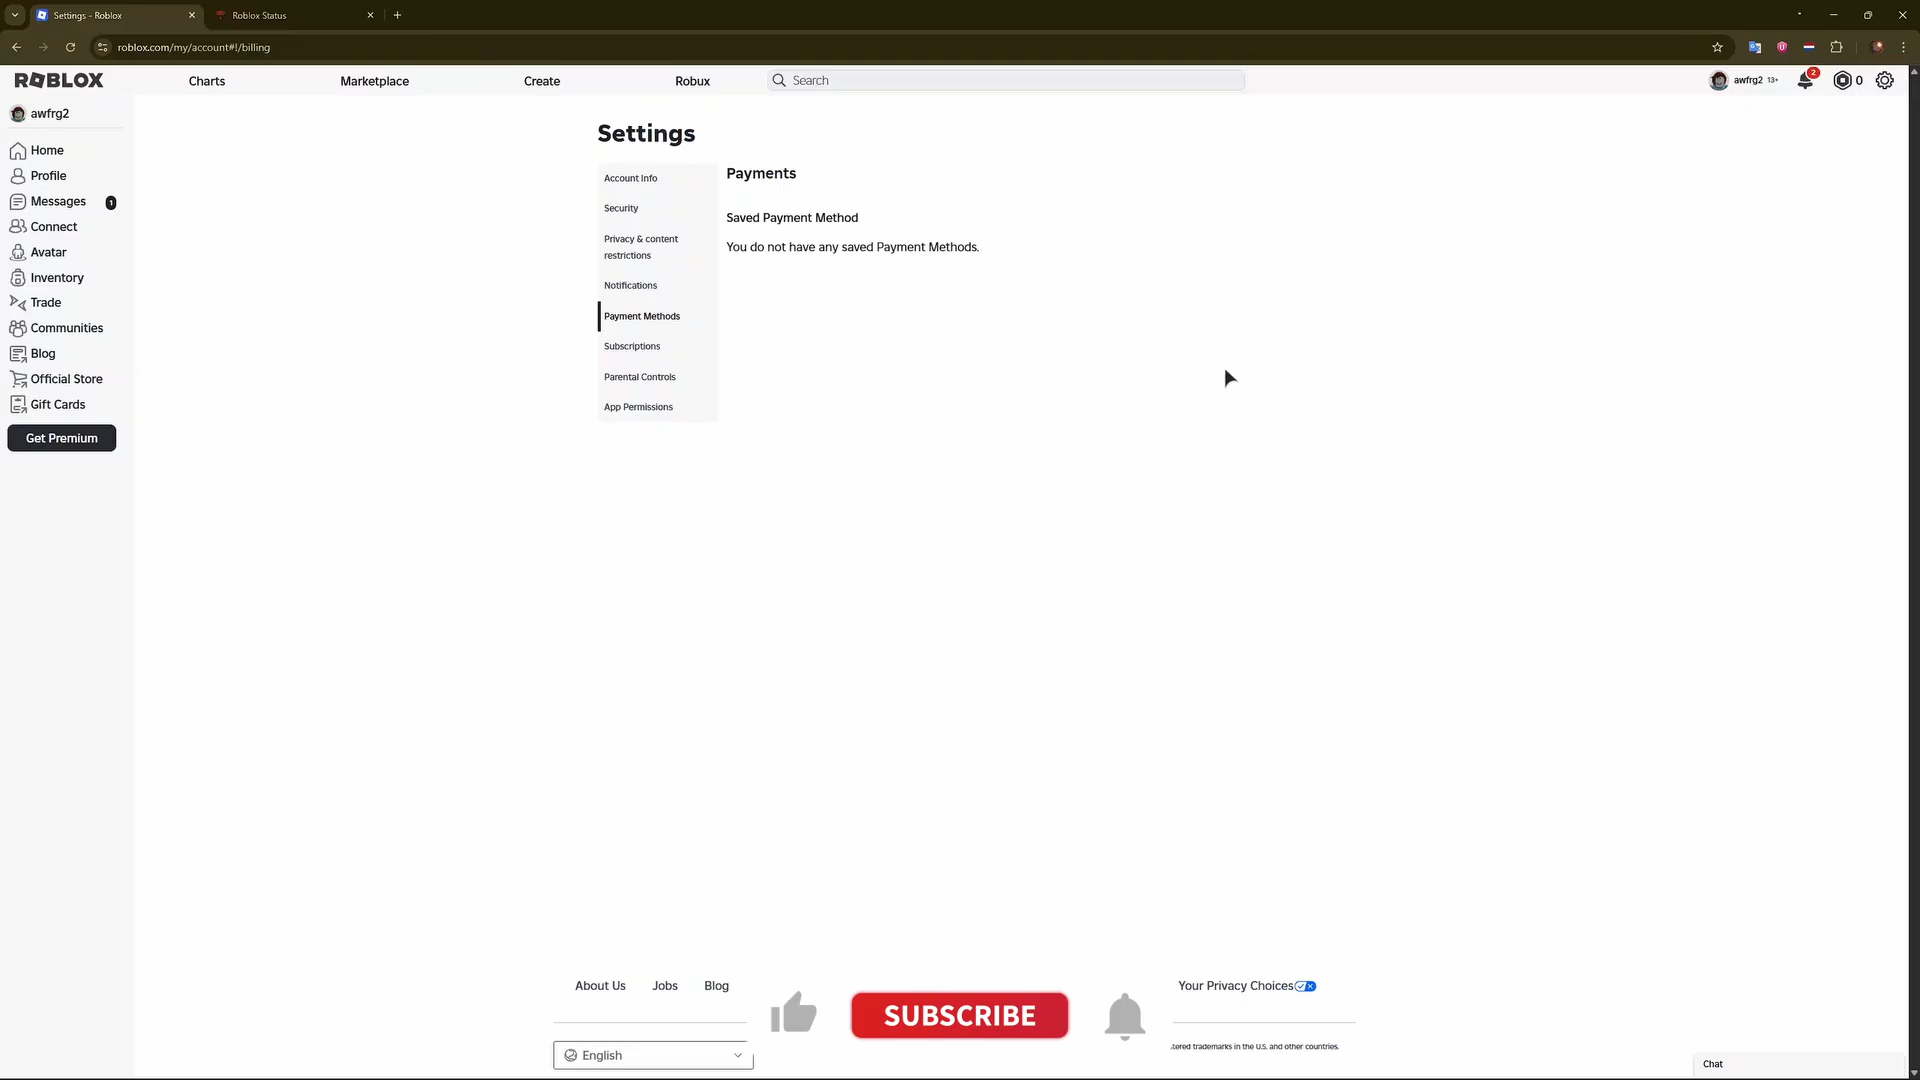 Settings - Roblox
Roblox Status
roblox.com/my/account#!/billing
ROBLOX
Charts
Marketplace
Create
Robux
Search
awfrg2 13+
2
0
awfrg2
Home
Profile
Messages 1
Connect
Avatar
Inventory
Trade
Communities
Blog
Official Store
Gift Cards
Get Premium
Settings
Account Info
Security
Privacy & content
restrictions
Notifications
Payment Methods
Subscriptions
Parental Controls
App Permissions
Payments
Saved Payment Method
You do not have any saved Payment Methods.
About Us
Jobs
Blog
SUBSCRIBE
Your Privacy Choices
English
trademarks in the U.S. and other countries.
Chat